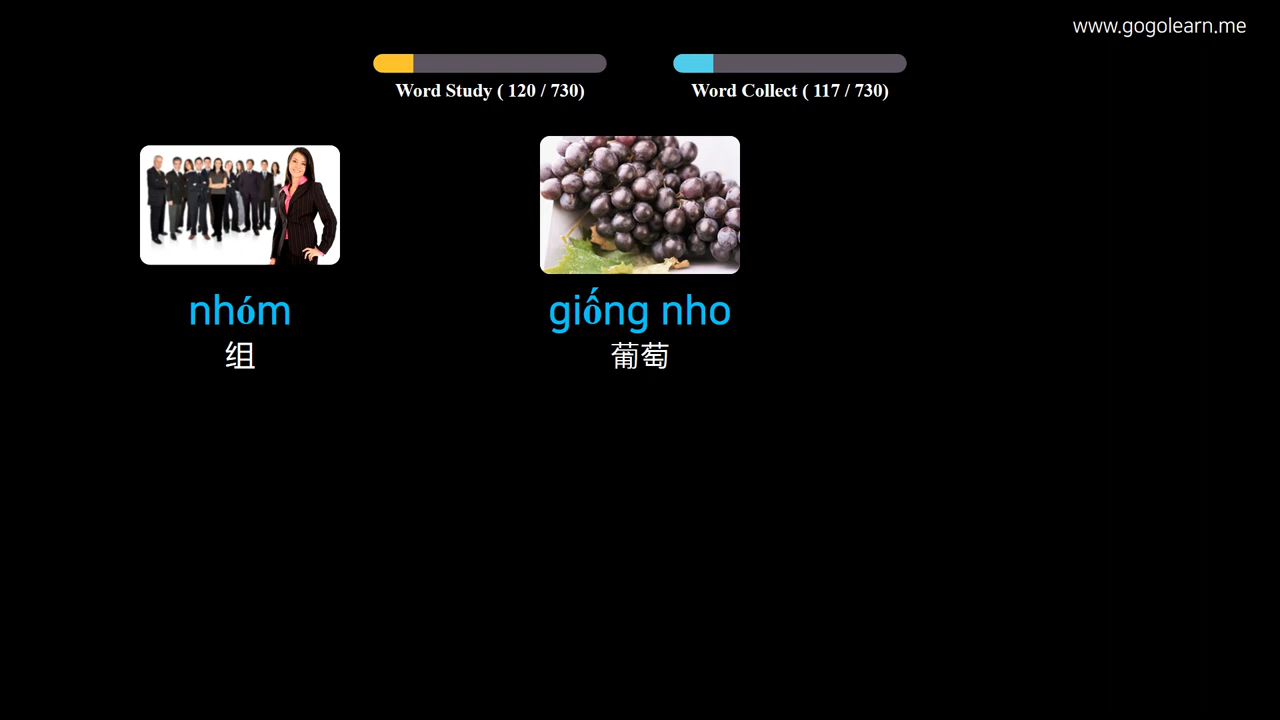 www.gogolearn.me
Word Study ( 120 / 730)
Word Collect ( 117 / 730)
nhóm
giống nho
组
葡萄